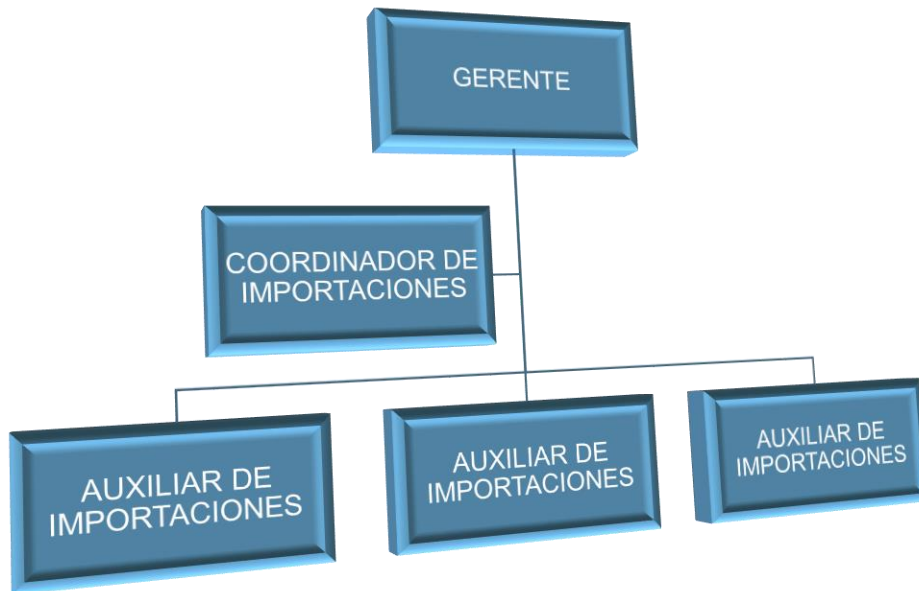 GERENTE
COORDINADOR DE
IMPORTACIONES
AUXILIAR DE
IMPORTACIONES
AUXILIAR DE
IMPORTACIONES
AUXILIAR DE
IMPORTACIONES